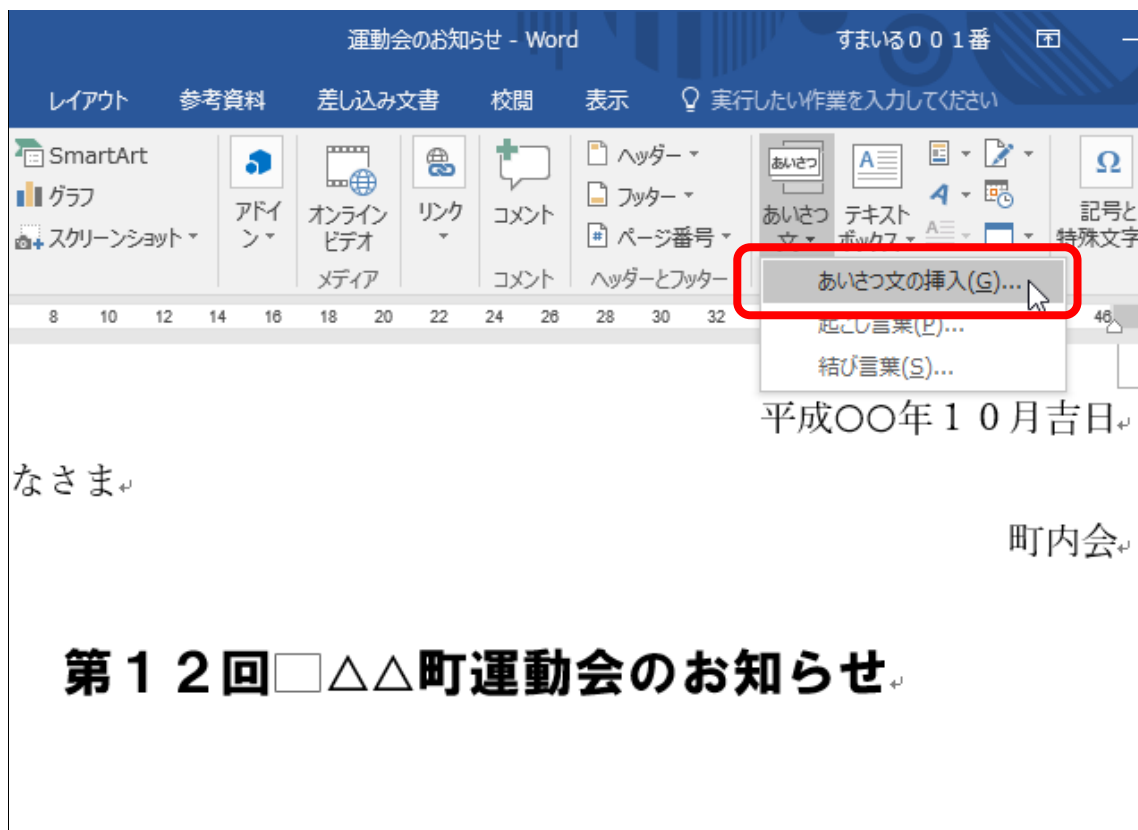 運動会のお知らせ - Word すまいる００１番
レイアウト 参考資料 差し込み文書 校閲 表示 実行したい作業を入力してください
SmartArt
グラフ
スクリーンショット
アドイン
オンライン
ビデオ
リンク
コメント
ヘッダー
フッター
# ページ番号
あいさつ
あいさつ
文
A
テキスト
ボックス
A
A
Ω
記号と
特殊文字
メディア コメント ヘッダーとフッター
あいさつ文の挿入(G)...
起こし言葉(P)...
結び言葉(S)...
8 10 12 14 16 18 20 22 24 26 28 30 32 46
平成○○年１０月吉日
なさま
町内会
第１２回□△△町運動会のお知らせ